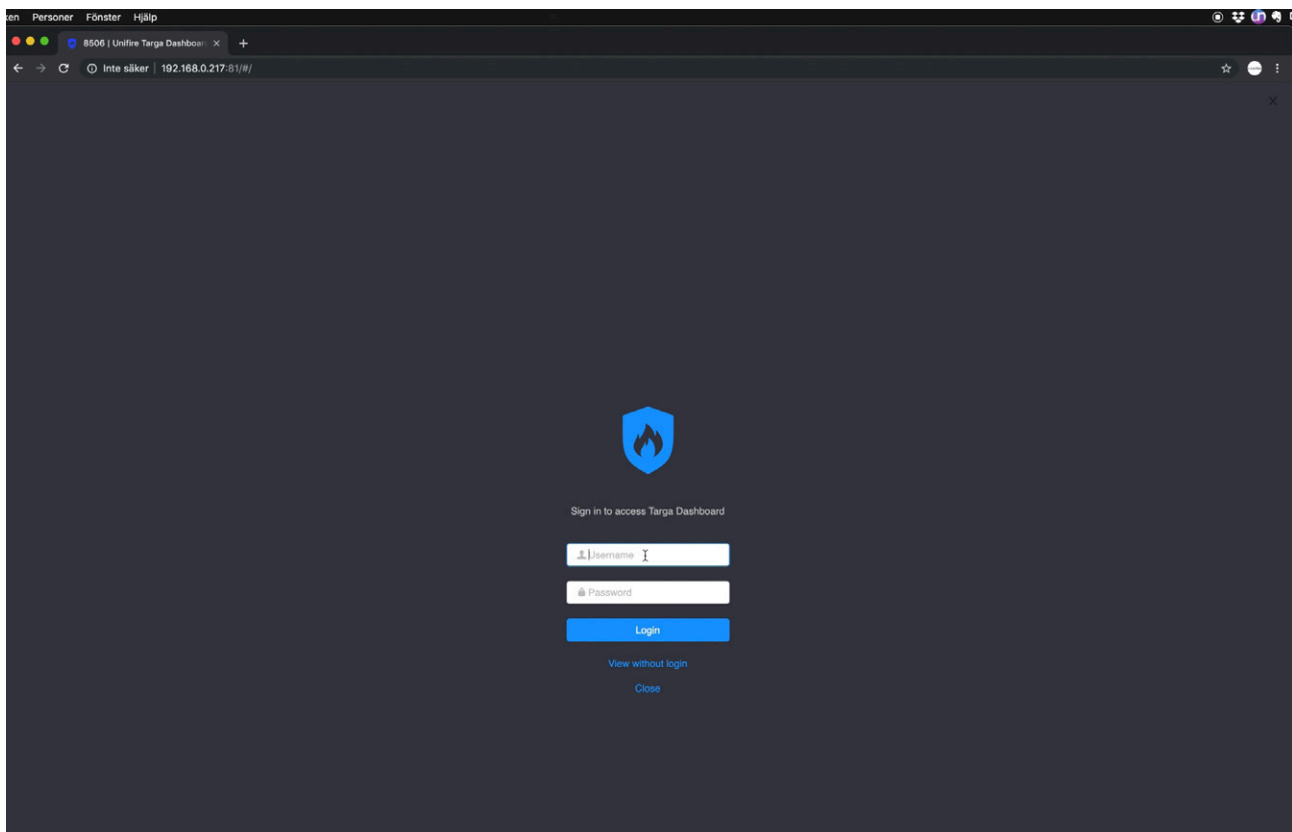 Personer Fönster Hjälp
8506 | Unifire Targa Dashboar
Inte säker | 192.168.0.217:81/#/
Sign in to access Targa Dashboard
Username
Password
Login
View without login
Close